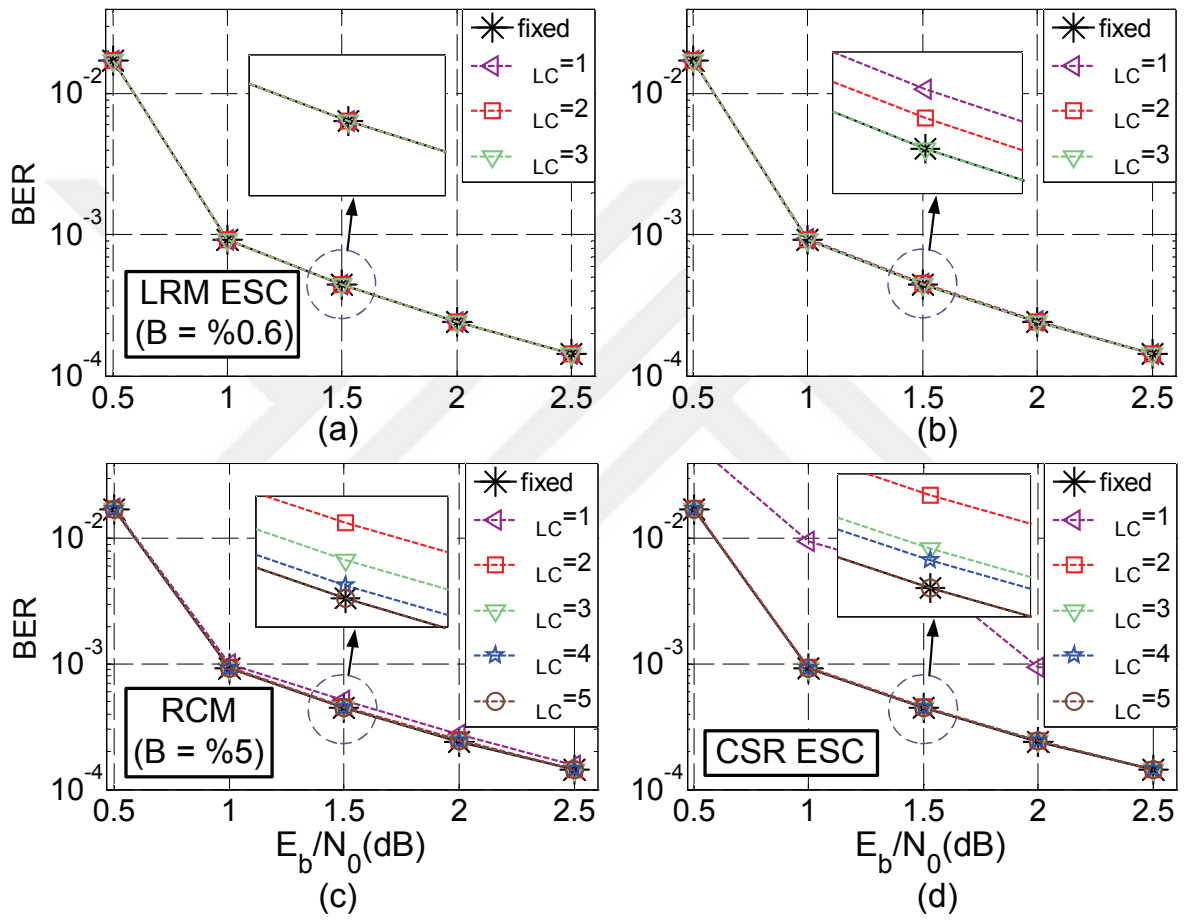 fixed
LC=1
LC=2
LC=3
10-2
10-3
10-4
BER
LRM ESC
(B = %0.6)
0.5 1 1.5 2 2.5
(a)
fixed
LC=1
LC=2
LC=3
10-2
10-3
10-4
0.5 1 1.5 2 2.5
(b)
fixed
LC=1
LC=2
LC=3
LC=4
LC=5
10-2
10-3
10-4
BER
RCM
(B = %5)
0.5 1 1.5 2 2.5
Eb/N0(dB)
(c)
fixed
LC=1
LC=2
LC=3
LC=4
LC=5
10-2
10-3
10-4
CSR ESC
0.5 1 1.5 2 2.5
Eb/N0(dB)
(d)